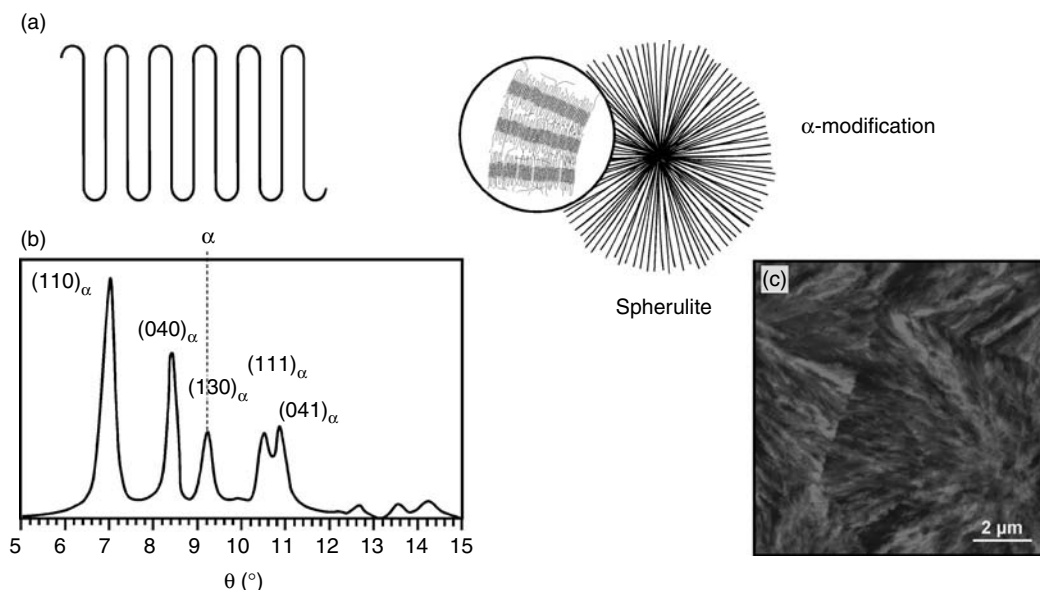 (a)
α-modification
Spherulite
(b)
α
(110)α
(040)α
(130)α
(111)α
(041)α
5 6 7 8 9 10 11 12 13 14 15
θ (°)
(c)
2 µm